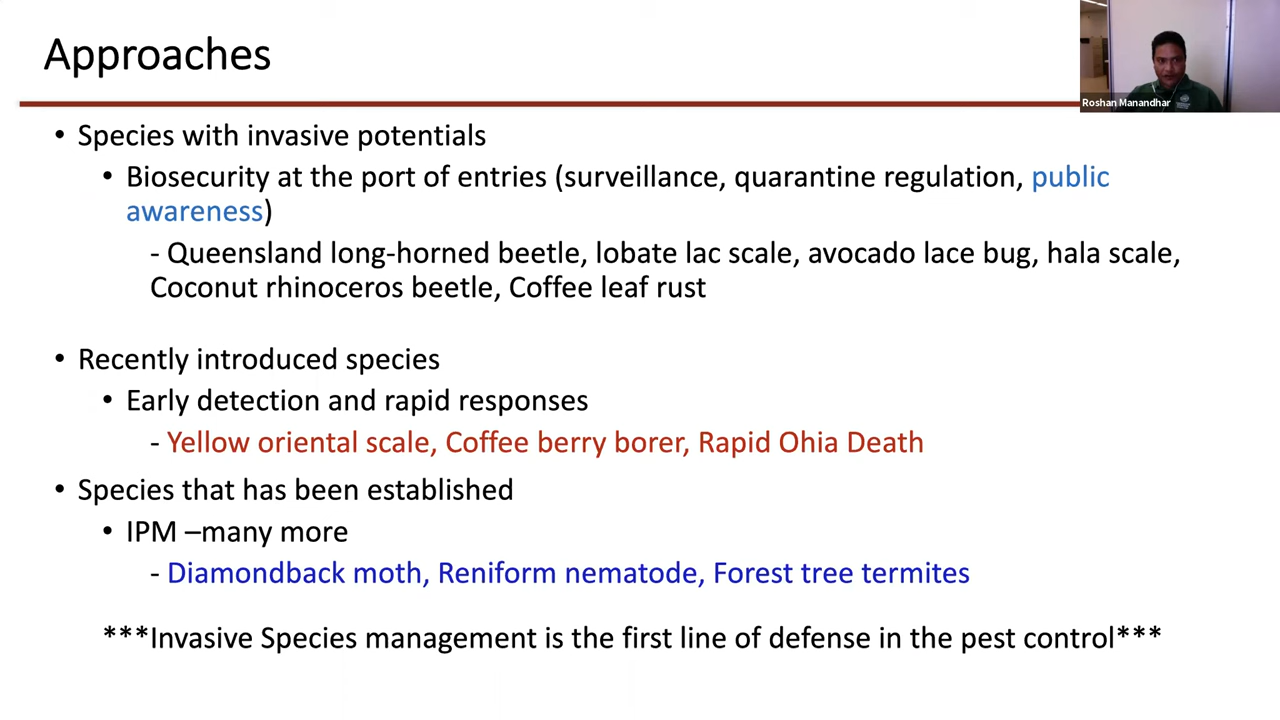 Approaches
Roshan Manandhar
• Species with invasive potentials
• Biosecurity at the port of entries (surveillance, quarantine regulation, public
awareness)
- Queensland long-horned beetle, lobate lac scale, avocado lace bug, hala scale,
Coconut rhinoceros beetle, Coffee leaf rust
• Recently introduced species
• Early detection and rapid responses
- Yellow oriental scale, Coffee berry borer, Rapid Ohia Death
• Species that has been established
• IPM –many more
- Diamondback moth, Reniform nematode, Forest tree termites
***Invasive Species management is the first line of defense in the pest control***